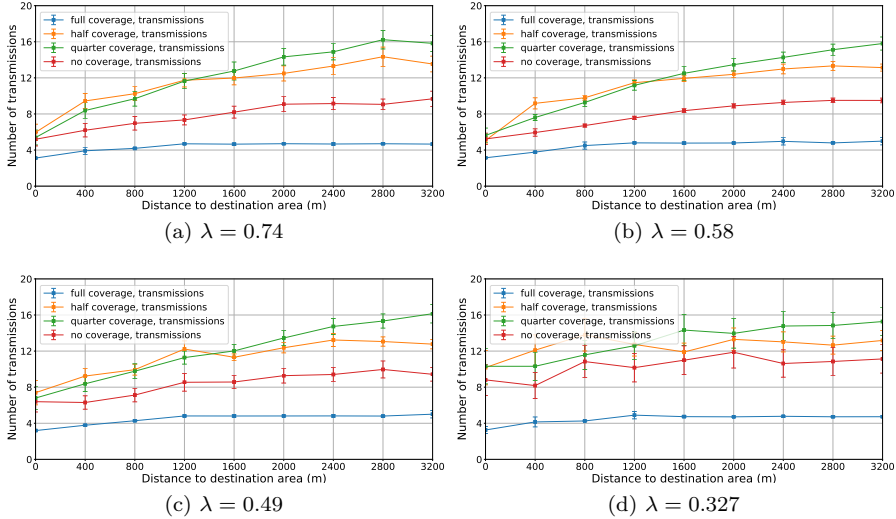 20
16
12
8
4
0
Number of transmissions
full coverage, transmissions
half coverage, transmissions
quarter coverage, transmissions
no coverage, transmissions
0 400 800 1200 1600 2000 2400 2800 3200
Distance to destination area (m)
(a) λ = 0.74
20
16
12
8
4
0
Number of transmissions
full coverage, transmissions
half coverage, transmissions
quarter coverage, transmissions
no coverage, transmissions
0 400 800 1200 1600 2000 2400 2800 3200
Distance to destination area (m)
(b) λ = 0.58
20
16
12
8
4
0
Number of transmissions
full coverage, transmissions
half coverage, transmissions
quarter coverage, transmissions
no coverage, transmissions
0 400 800 1200 1600 2000 2400 2800 3200
Distance to destination area (m)
(c) λ = 0.49
20
16
12
8
4
0
Number of transmissions
full coverage, transmissions
half coverage, transmissions
quarter coverage, transmissions
no coverage, transmissions
0 400 800 1200 1600 2000 2400 2800 3200
Distance to destination area (m)
(d) λ = 0.327